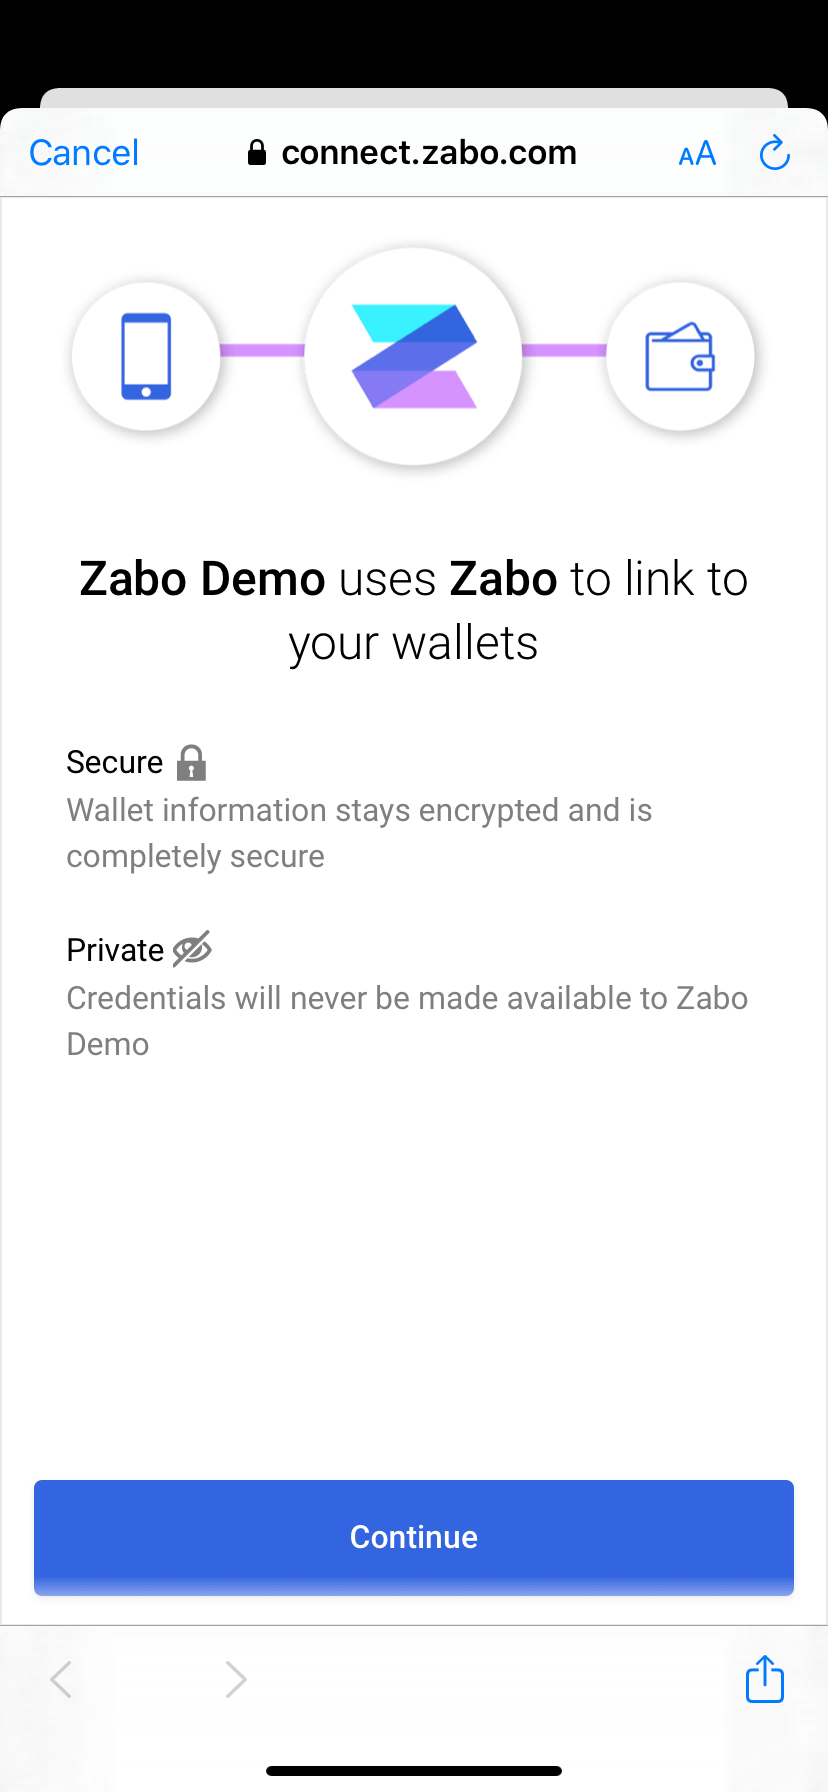 Cancel connect.zabo.com AA
Zabo Demo uses Zabo to link to
your wallets
Secure
Wallet information stays encrypted and is
completely secure
Private
Credentials will never be made available to Zabo
Demo
Continue